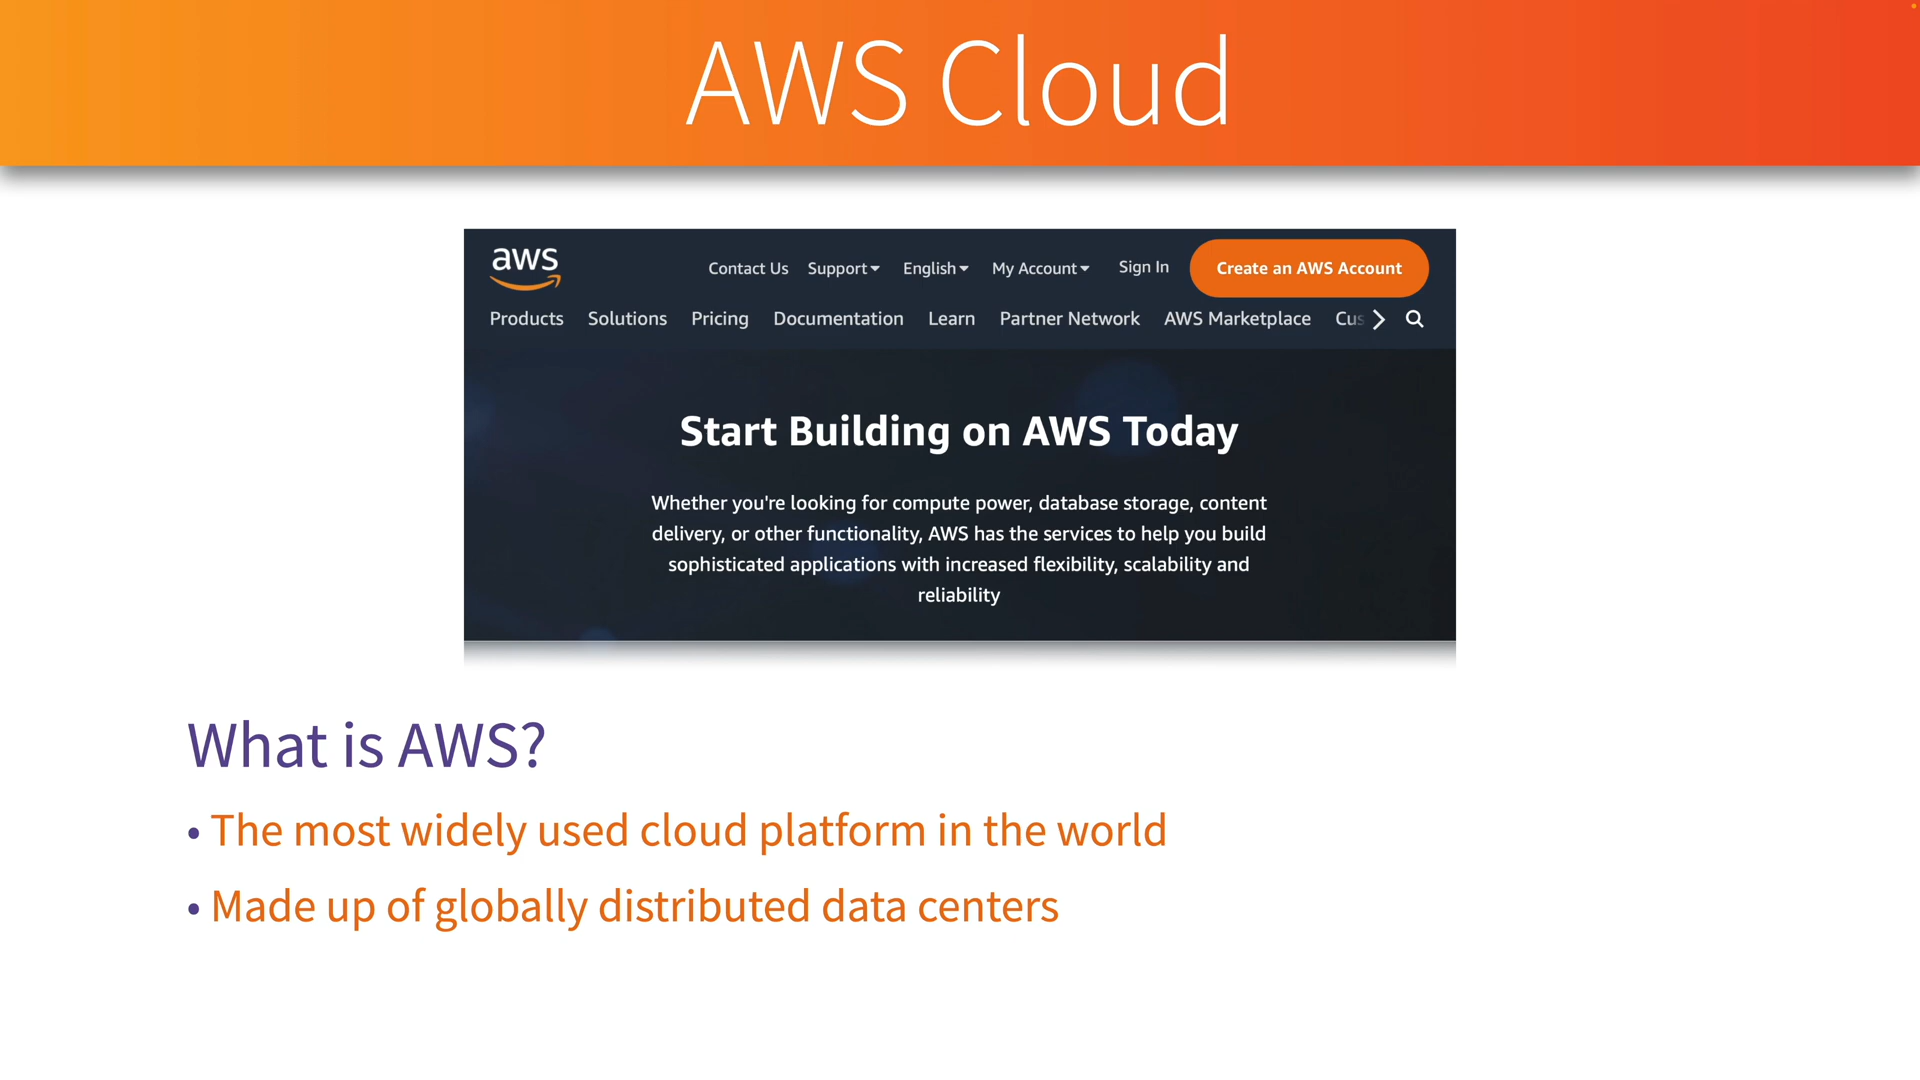 AWS Cloud
aws
Contact Us Support English My Account Sign In Create an AWS Account
Products Solutions Pricing Documentation Learn Partner Network AWS Marketplace Cus
Start Building on AWS Today
Whether you're looking for compute power, database storage, content
delivery, or other functionality, AWS has the services to help you build
sophisticated applications with increased flexibility, scalability and
reliability
What is AWS?
• The most widely used cloud platform in the world
• Made up of globally distributed data centers